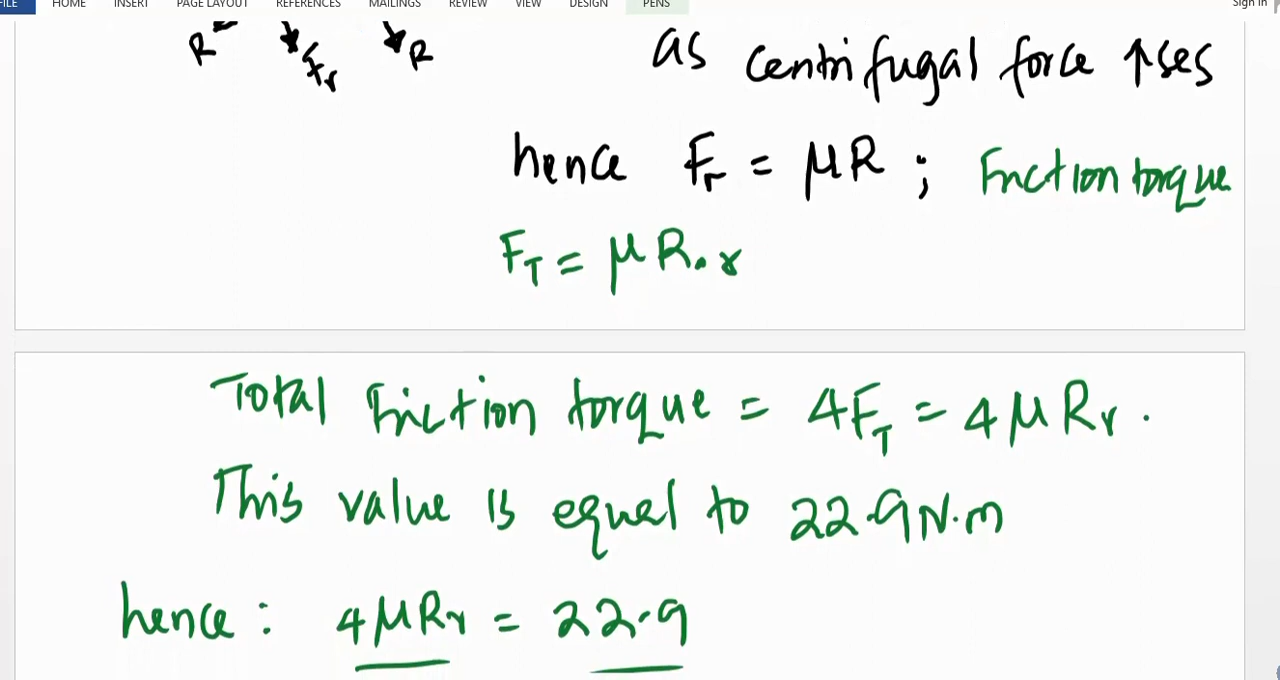 FILE HOME INSERT PAGE LAYOUT REFERENCES MAILINGS REVIEW VIEW DESIGN PENS Sign in
R Fr R as centrifugal force ↑ses
hence Fr = μR ; Friction torque
FT = μR.r
Total Friction torque = 4FT = 4μRr.
This value is equal to 22.9N.m
hence : 4μRr = 22.9